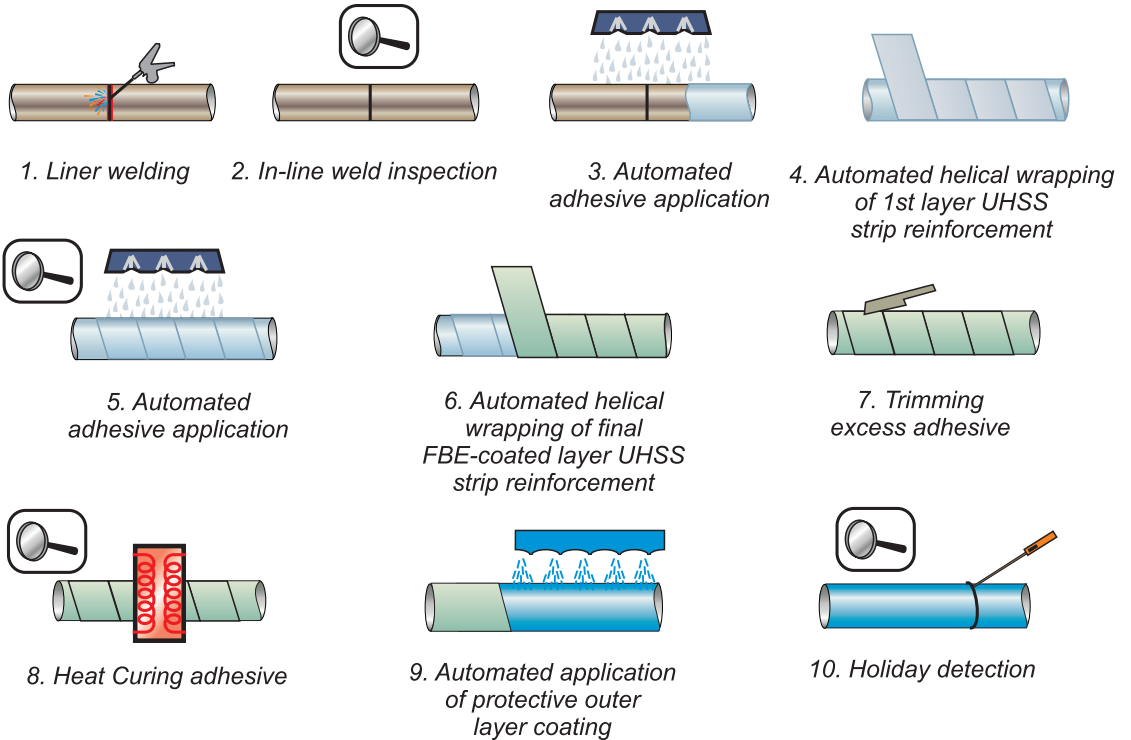 1. Liner welding
2. In-line weld inspection
3. Automated
adhesive application
4. Automated helical wrapping
of 1st layer UHSS
strip reinforcement
5. Automated
adhesive application
6. Automated helical
wrapping of final
FBE-coated layer UHSS
strip reinforcement
7. Trimming
excess adhesive
8. Heat Curing adhesive
9. Automated application
of protective outer
layer coating
10. Holiday detection